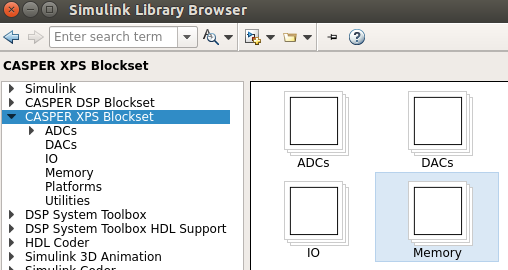 Simulink Library Browser
Enter search term
CASPER XPS Blockset
Simulink
CASPER DSP Blockset
CASPER XPS Blockset
ADCs
DACs
IO
Memory
Platforms
Utilities
DSP System Toolbox
DSP System Toolbox HDL Support
HDL Coder
Simulink 3D Animation
Simulink Coder
ADCs
DACs
IO
Memory